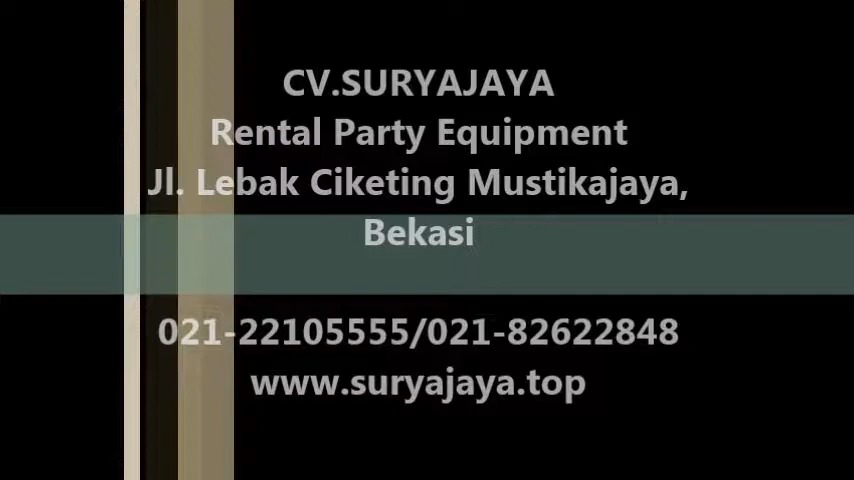 CV.SURYAJAYA
Rental Party Equipment
Jl. Lebak Ciketing Mustikajaya,
Bekasi
021-22105555/021-82622848
www.suryajaya.top